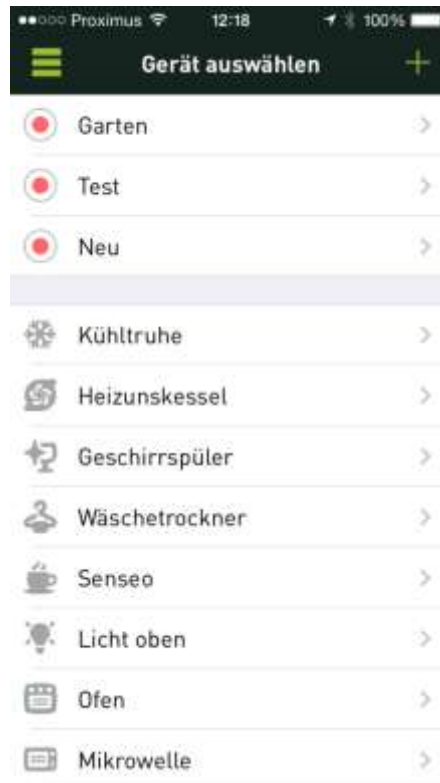 Proximus 12:18 100%
Gerät auswählen
Garten
Test
Neu
Kühltruhe
Heizunskessel
Geschirrspüler
Wäschetrockner
Senseo
Licht oben
Ofen
Mikrowelle